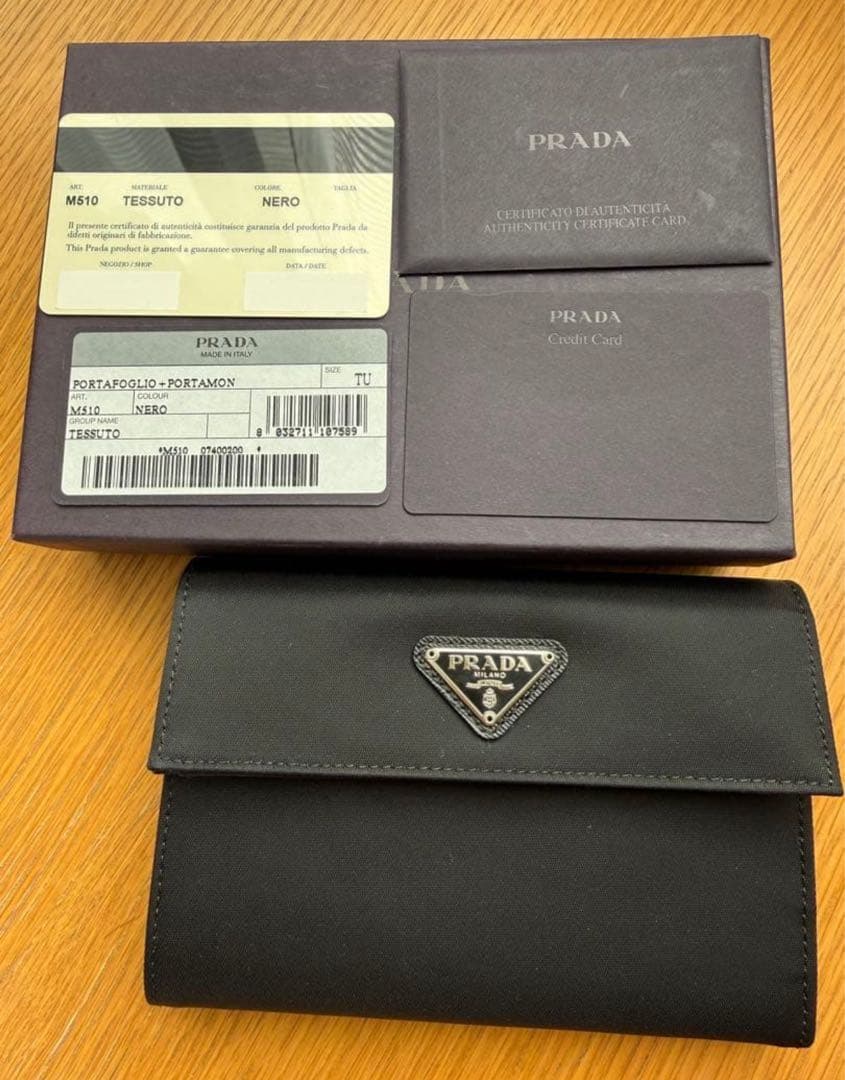 ART. MATERIALE COLORE TAGLIA
M510 TESSUTO NERO
Il presente certificato di autenticità costituisce garanzia del prodotto Prada da
difetti originari di fabbricazione.
This Prada product is granted a guarantee covering all manufacturing defects.
NEGOZIO / SHOP DATA / DATE
PRADA
CERTIFICATO DI AUTENTICITÀ
AUTHENTICITY CERTIFICATE CARD
PRADA
MADE IN ITALY
PORTAFOGLIO+PORTAMON
SIZE
TU
ART. COLOUR
M510 NERO
GROUP NAME
TESSUTO
8 032711 107589
*M510 07400200 *
PRADA
Credit Card
PRADA
MILANO